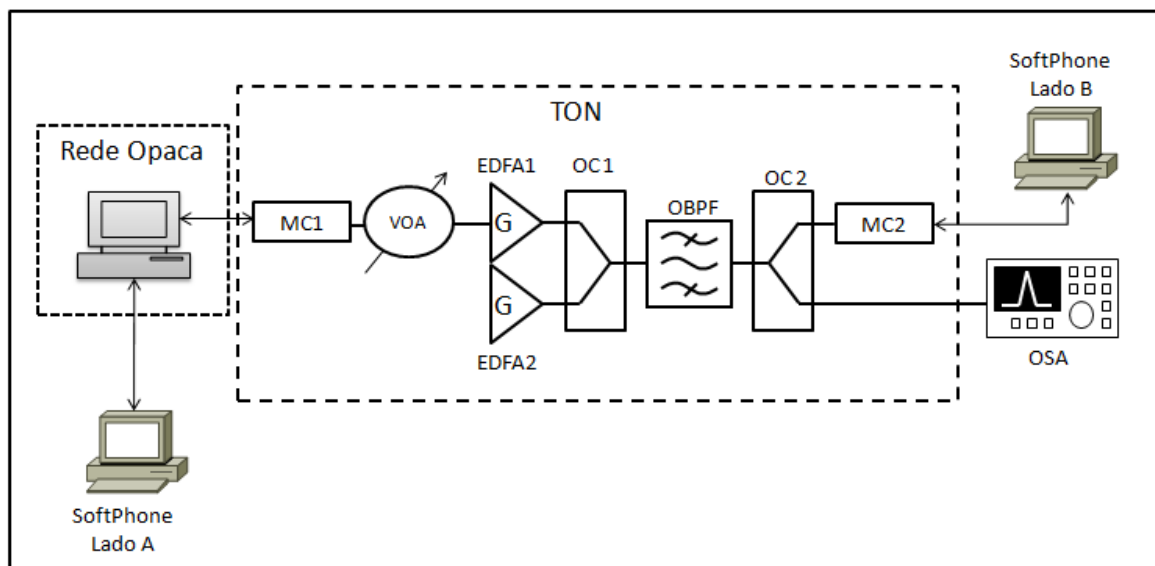 TON
SoftPhone
Lado B
Rede Opaca
EDFA1
OC1
OC2
OBPF
MC1
VOA
G
MC2
G
EDFA2
OSA
SoftPhone
Lado A